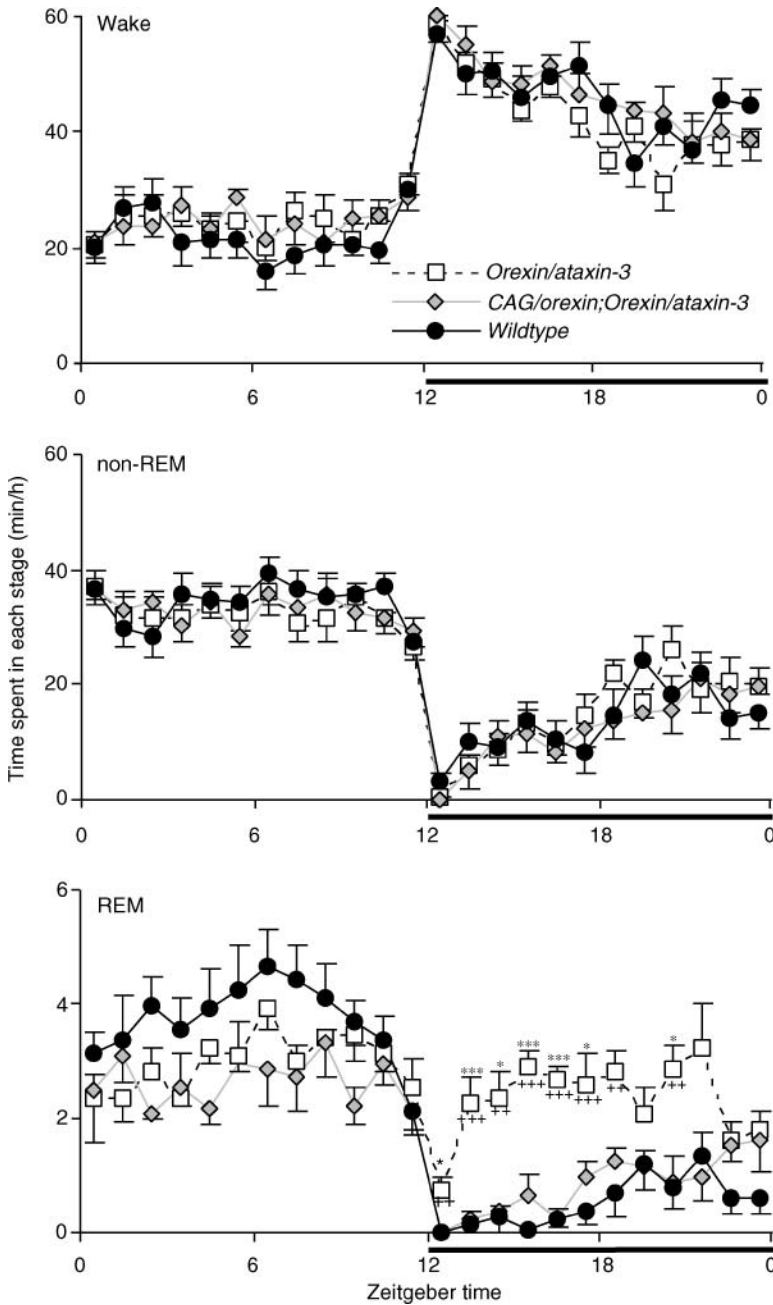 60
Wake
40
20
0
Orexin/ataxin-3
CAG/orexin;Orexin/ataxin-3
Wildtype
0 6 12 18 0
Time spent in each stage (min/h)
60
non-REM
40
20
0
0 6 12 18 0
6
REM
4
2
0
* *** * *** *** * *
++ +++ ++ +++ +++ +++ ++ ++
0 6 12 18 0
Zeitgeber time